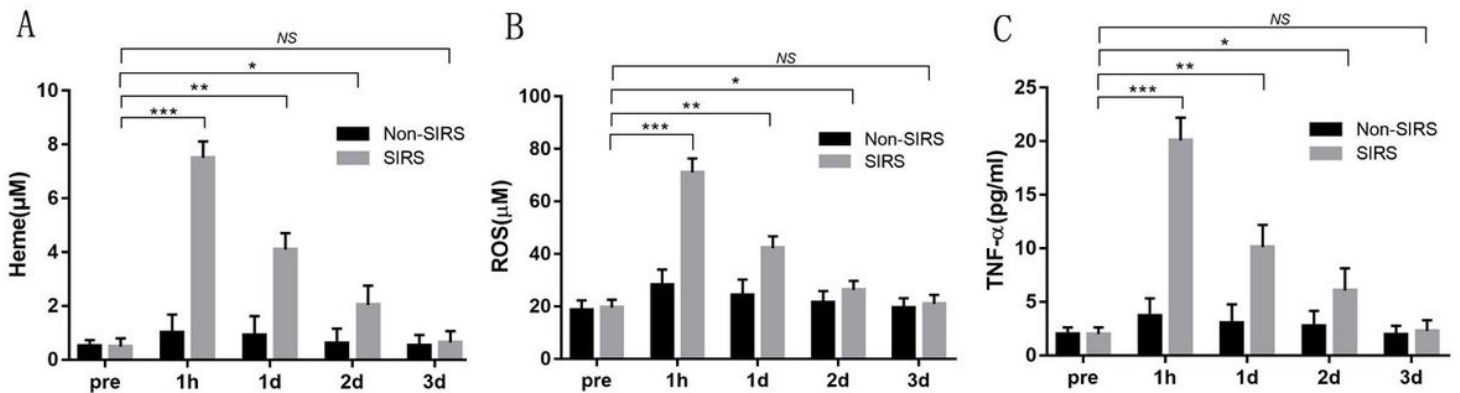 A
NS
*
**
***
10
8
6
4
2
0
Heme(μM)
Non-SIRS
SIRS
pre 1h 1d 2d 3d
B
NS
*
**
***
100
80
60
40
20
0
ROS(μM)
Non-SIRS
SIRS
pre 1h 1d 2d 3d
C
NS
*
**
***
25
20
15
10
5
0
TNF-α(pg/ml)
Non-SIRS
SIRS
pre 1h 1d 2d 3d